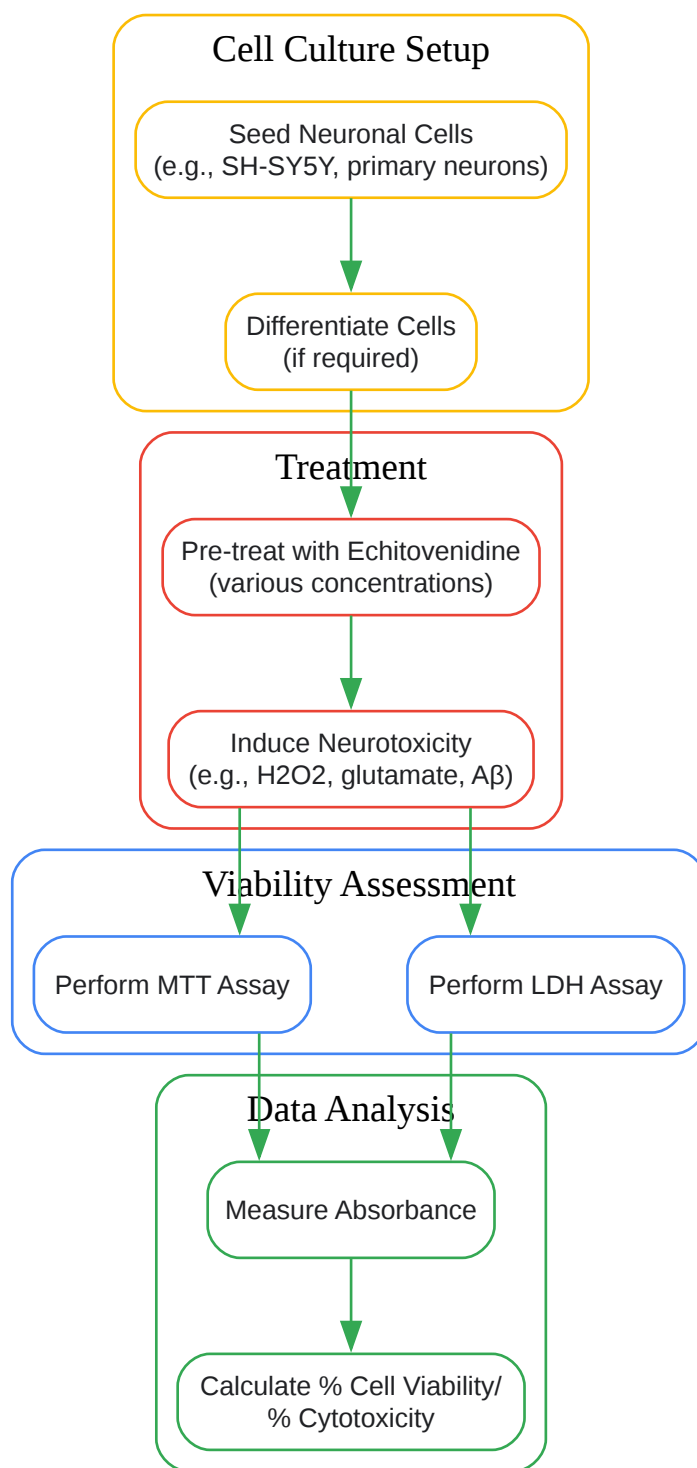 Cell Culture Setup
Seed Neuronal Cells
(e.g., SH-SY5Y, primary neurons)
Differentiate Cells
(if required)
Treatment
Pre-treat with Echitovenidine
(various concentrations)
Induce Neurotoxicity
(e.g., H2O2, glutamate, Aβ)
Viability Assessment
Perform MTT Assay
Perform LDH Assay
Data Analysis
Measure Absorbance
Calculate % Cell Viability/
% Cytotoxicity